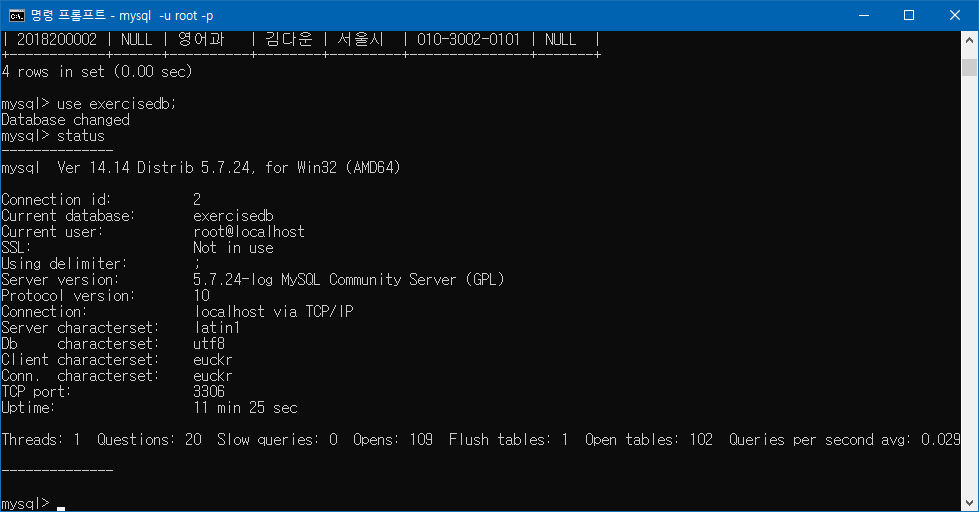 명령 프롬프트 - mysql  -u root -p
| 2018200002 | NULL | 영어과   | 김다운 | 서울시  | 010-3002-0101 | NULL  |
+------------+------+----------+--------+---------+---------------+-------+
4 rows in set (0.00 sec)
mysql> use exercisedb;
Database changed
mysql> status
--------------
mysql  Ver 14.14 Distrib 5.7.24, for Win32 (AMD64)
Connection id:          2
Current database:       exercisedb
Current user:           root@localhost
SSL:                    Not in use
Using delimiter:        ;
Server version:         5.7.24-log MySQL Community Server (GPL)
Protocol version:       10
Connection:             localhost via TCP/IP
Server characterset:    latin1
Db     characterset:    utf8
Client characterset:    euckr
Conn.  characterset:    euckr
TCP port:               3306
Uptime:                 11 min 25 sec
Threads: 1  Questions: 20  Slow queries: 0  Opens: 109  Flush tables: 1  Open tables: 102  Queries per second avg: 0.029
--------------
mysql>